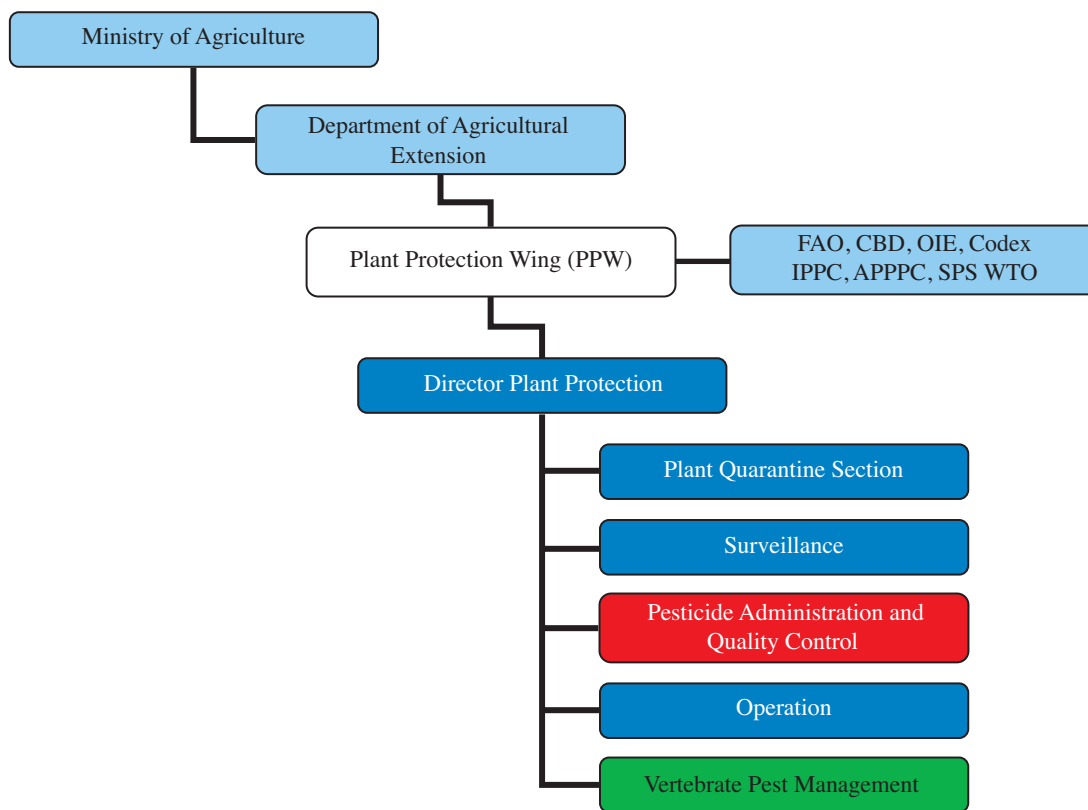 Ministry of Agriculture
Department of Agricultural
Extension
Plant Protection Wing (PPW)
FAO, CBD, OIE, Codex
IPPC, APPPC, SPS WTO
Director Plant Protection
Plant Quarantine Section
Surveillance
Pesticide Administration and
Quality Control
Operation
Vertebrate Pest Management